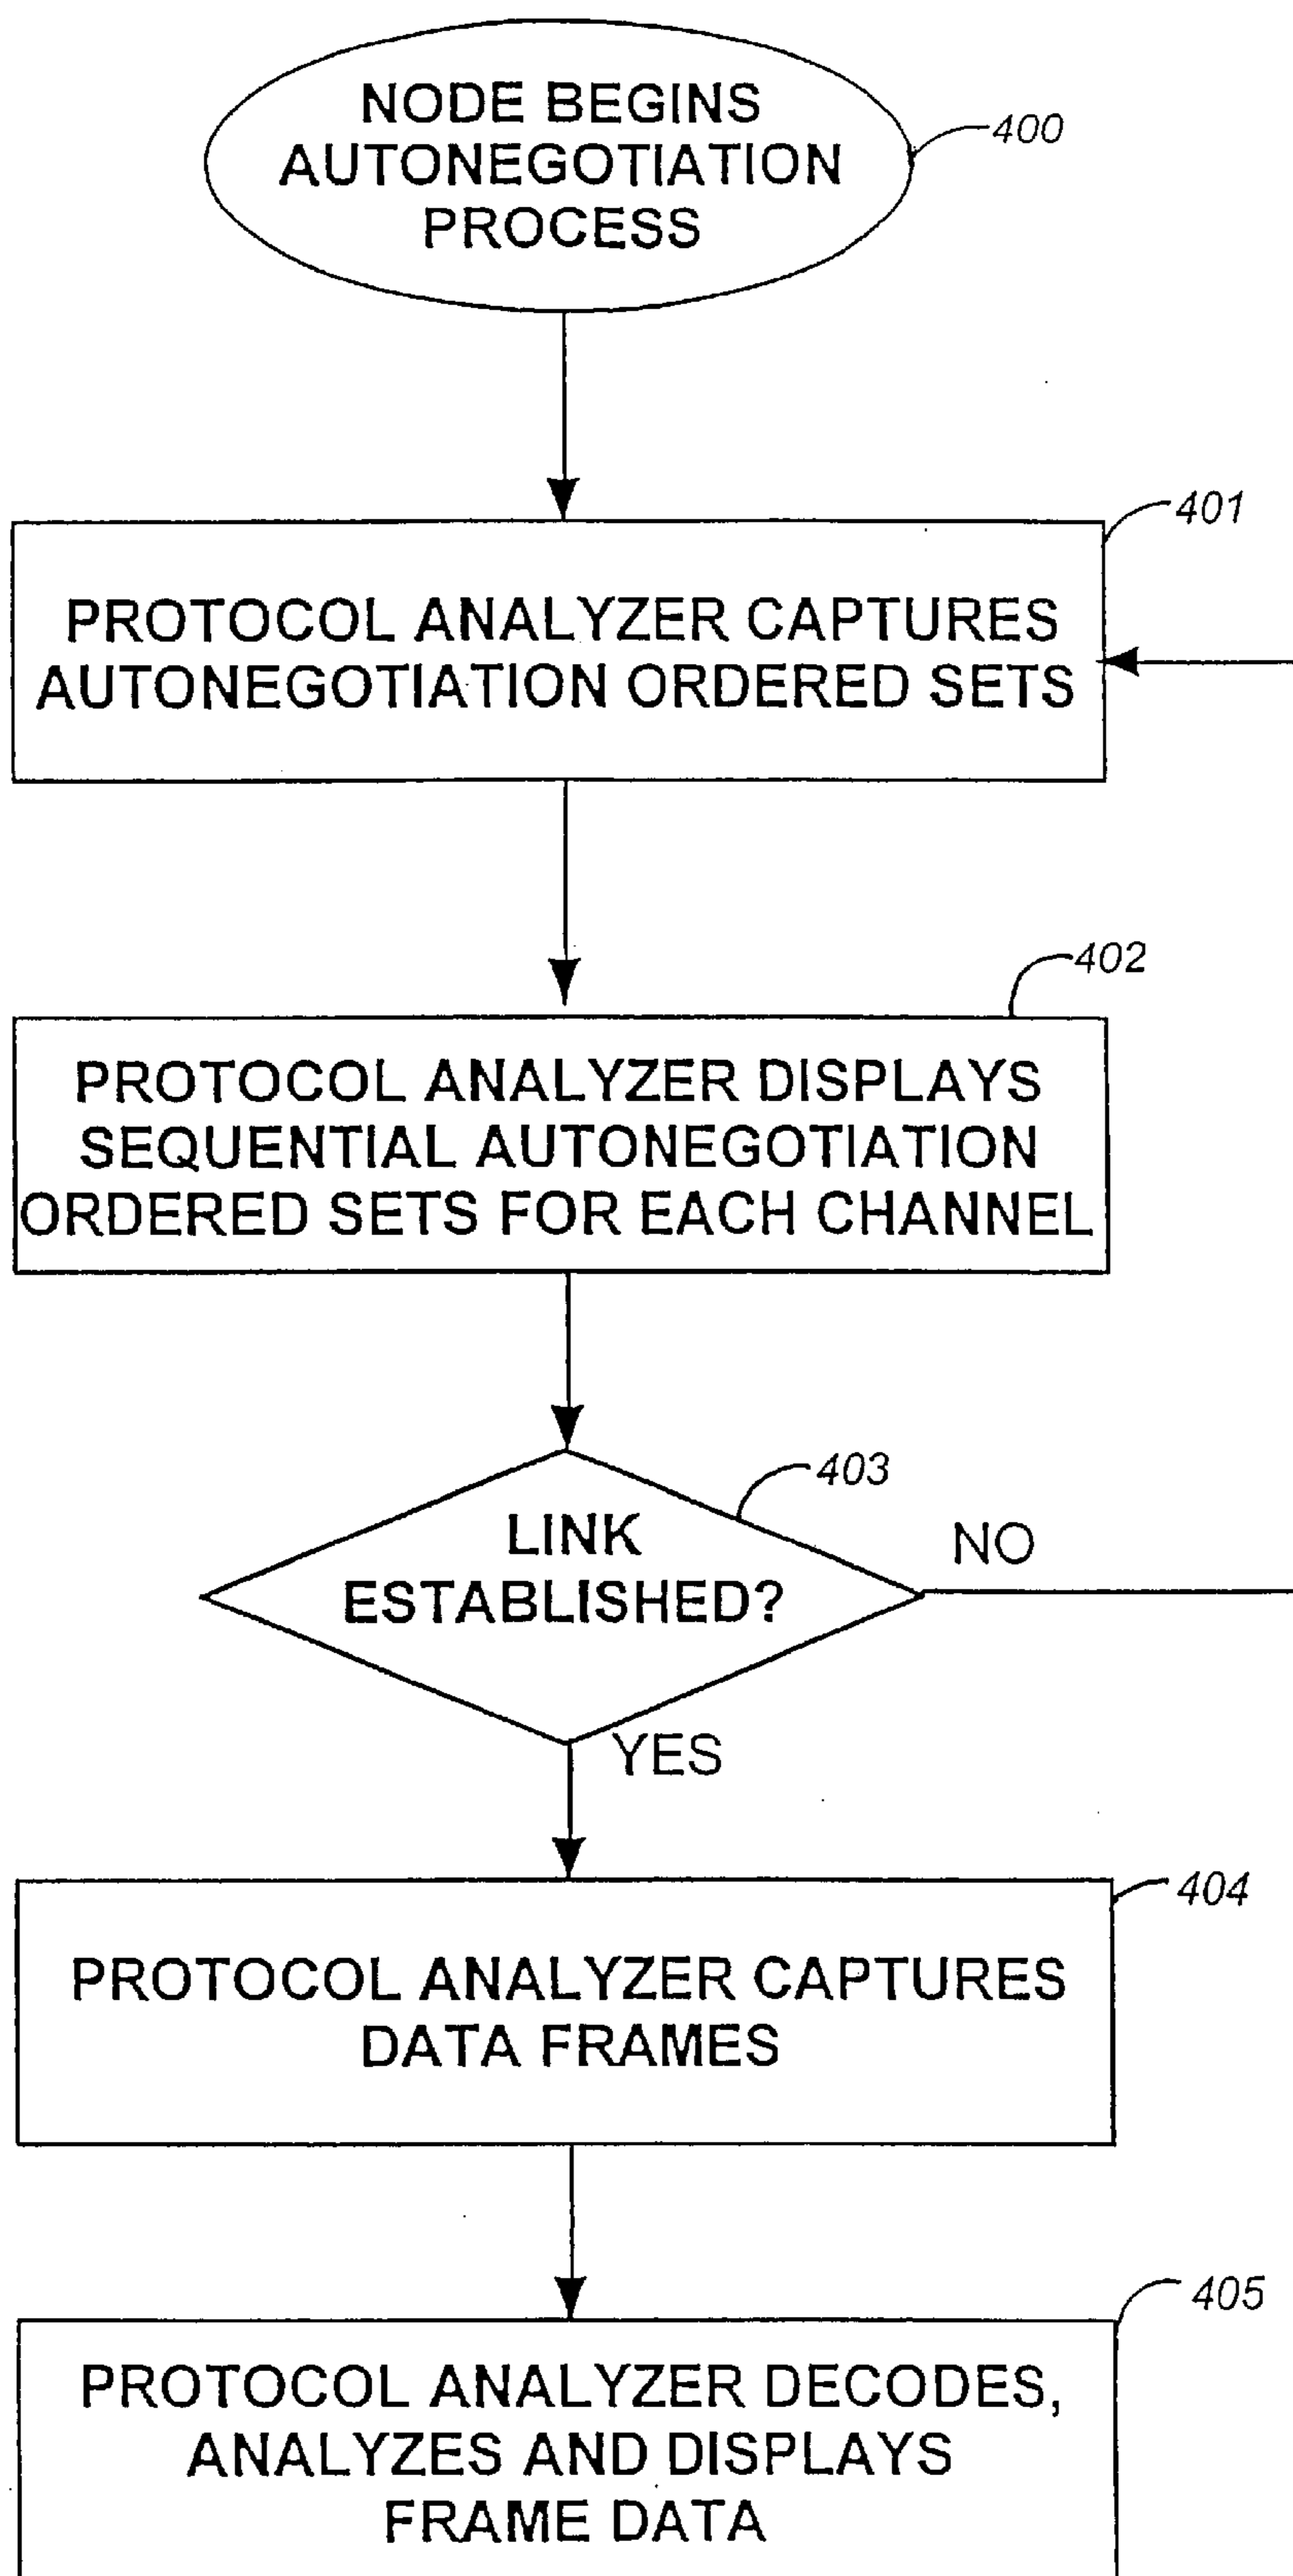 NODE BEGINS
AUTONEGOTIATION
PROCESS
400
401
PROTOCOL ANALYZER CAPTURES
AUTONEGOTIATION ORDERED SETS
402
PROTOCOL ANALYZER DISPLAYS
SEQUENTIAL AUTONEGOTIATION
ORDERED SETS FOR EACH CHANNEL
403
LINK
ESTABLISHED?
NO
YES
404
PROTOCOL ANALYZER CAPTURES
DATA FRAMES
405
PROTOCOL ANALYZER DECODES,
ANALYZES AND DISPLAYS
FRAME DATA